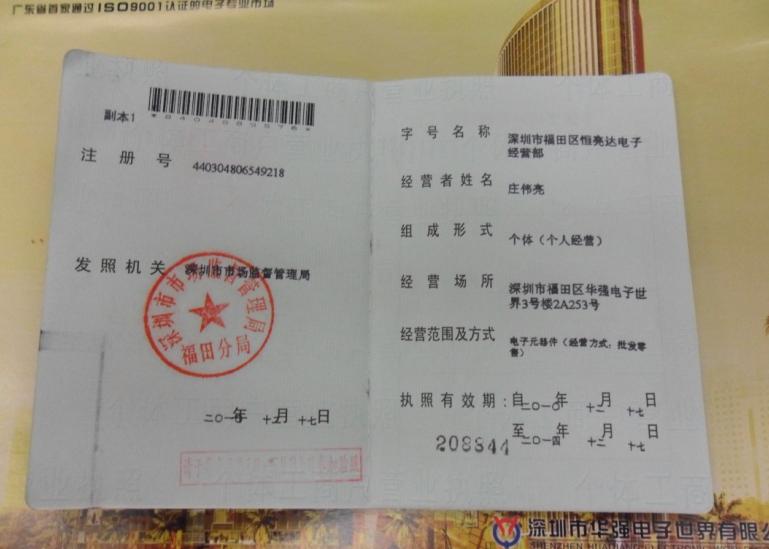 广东省首家通过ISO9001认证的电子专业市场
副本1
注册号 440304806549218
发照机关 深圳市市场监督管理局
深圳市市场监督管理局
福田分局
二〇一〇年 十二月 十七日
字号名称 深圳市福田区恒亮达电子
经营部
经营者姓名 庄伟亮
组成形式 个体（个人经营）
经营场所 深圳市福田区华强电子世
界3号楼2A253号
经营范围及方式 电子元器件（经营方式：批发零
售）
执照有效期：自二〇一〇年 十二月 十七日
至二〇一四年 十二月 十七日
208844
深圳市华强电子世界有限